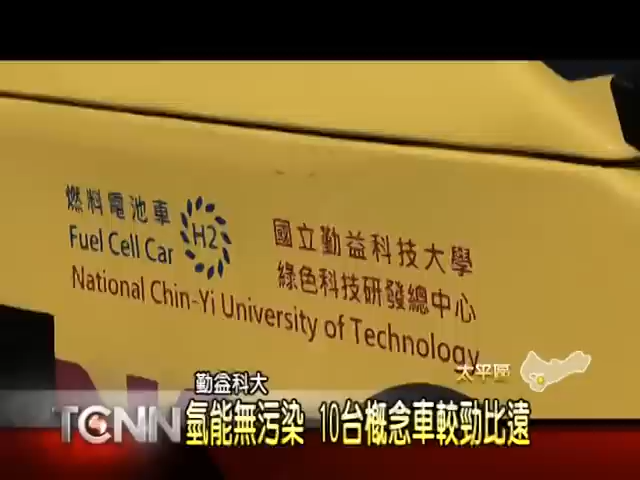 燃料電池車
Fuel Cell Car
H2
國立勤益科技大學
綠色科技研發總中心
National Chin-Yi University of Technology
太平區
勤益科大
TCNN
氫能無污染 10台概念車較勁比遠